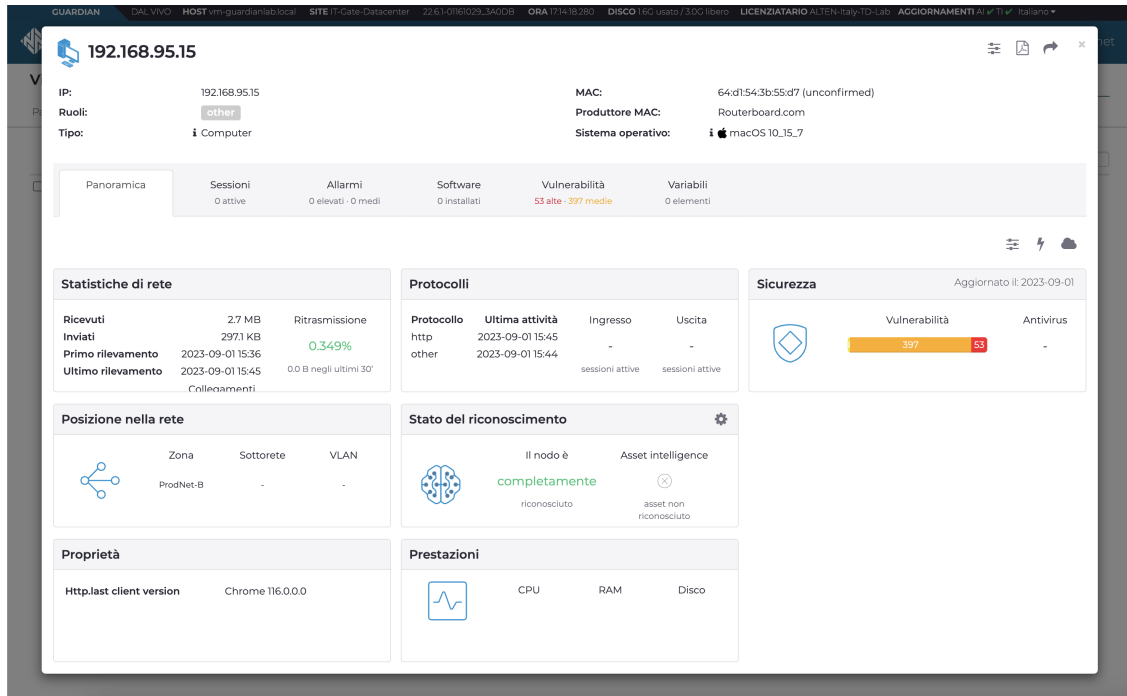 GUARDIAN DAL VIVO HOST vm-guardianlab.local SITE IT-Gate-Datacenter 22.6.1-01161029_3A0DB ORA 17:14:18.280 DISCO 1.6G usato / 3.0G libero LICENZIATARIO ALTEN-Italy-TD-Lab AGGIORNAMENTI AI ✔ TI ✔ Italiano
192.168.95.15
IP: 192.168.95.15 MAC: 64:d1:54:3b:55:d7 (unconfirmed)
Ruoli: other Produttore MAC: Routerboard.com
Tipo: Computer Sistema operativo: macOS 10_15_7
Panoramica Sessioni Allarmi Software Vulnerabilità Variabili
0 attive 0 elevati · 0 medi 0 installati 53 alte · 397 medie 0 elementi
Statistiche di rete Protocolli Sicurezza Aggiornato il: 2023-09-01
Ricevuti 2.7 MB Ritrasmissione Protocollo Ultima attività Ingresso Uscita Vulnerabilità Antivirus
Inviati 297.1 KB http 2023-09-01 15:45
Primo rilevamento 2023-09-01 15:36 0.349% other 2023-09-01 15:44 - - 397 53 -
Ultimo rilevamento 2023-09-01 15:45 0.0 B negli ultimi 30' sessioni attive sessioni attive
Collegamenti
Posizione nella rete Stato del riconoscimento
Zona Sottorete VLAN Il nodo è Asset intelligence
ProdNet-B - - completamente
riconosciuto asset non
riconosciuto
Proprietà Prestazioni
Http.last client version Chrome 116.0.0.0 CPU RAM Disco